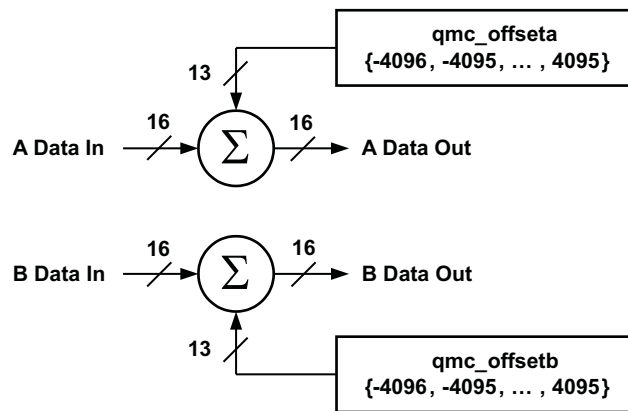 qmc_offseta
{-4096, -4095, … , 4095}
13
16
16
A Data In
Σ
A Data Out
16
16
B Data In
Σ
B Data Out
13
qmc_offsetb
{-4096, -4095, … , 4095}